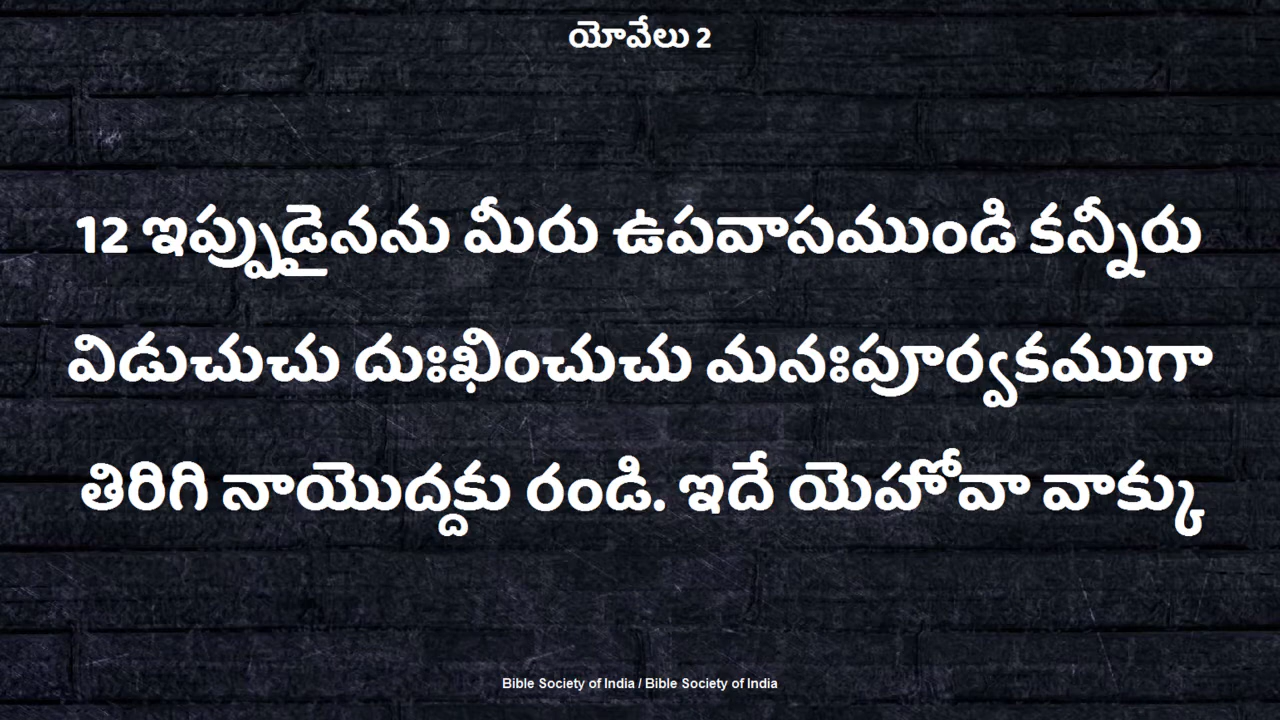 యోవేలు 2
12 ఇప్పుడైనను మీరు ఉపవాసముండి కన్నీరు
విడుచుచు దుఃఖించుచు మనఃపూర్వకముగా
తిరిగి నాయొద్దకు రండి. ఇదే యెహోవా వాక్కు
Bible Society of India / Bible Society of India